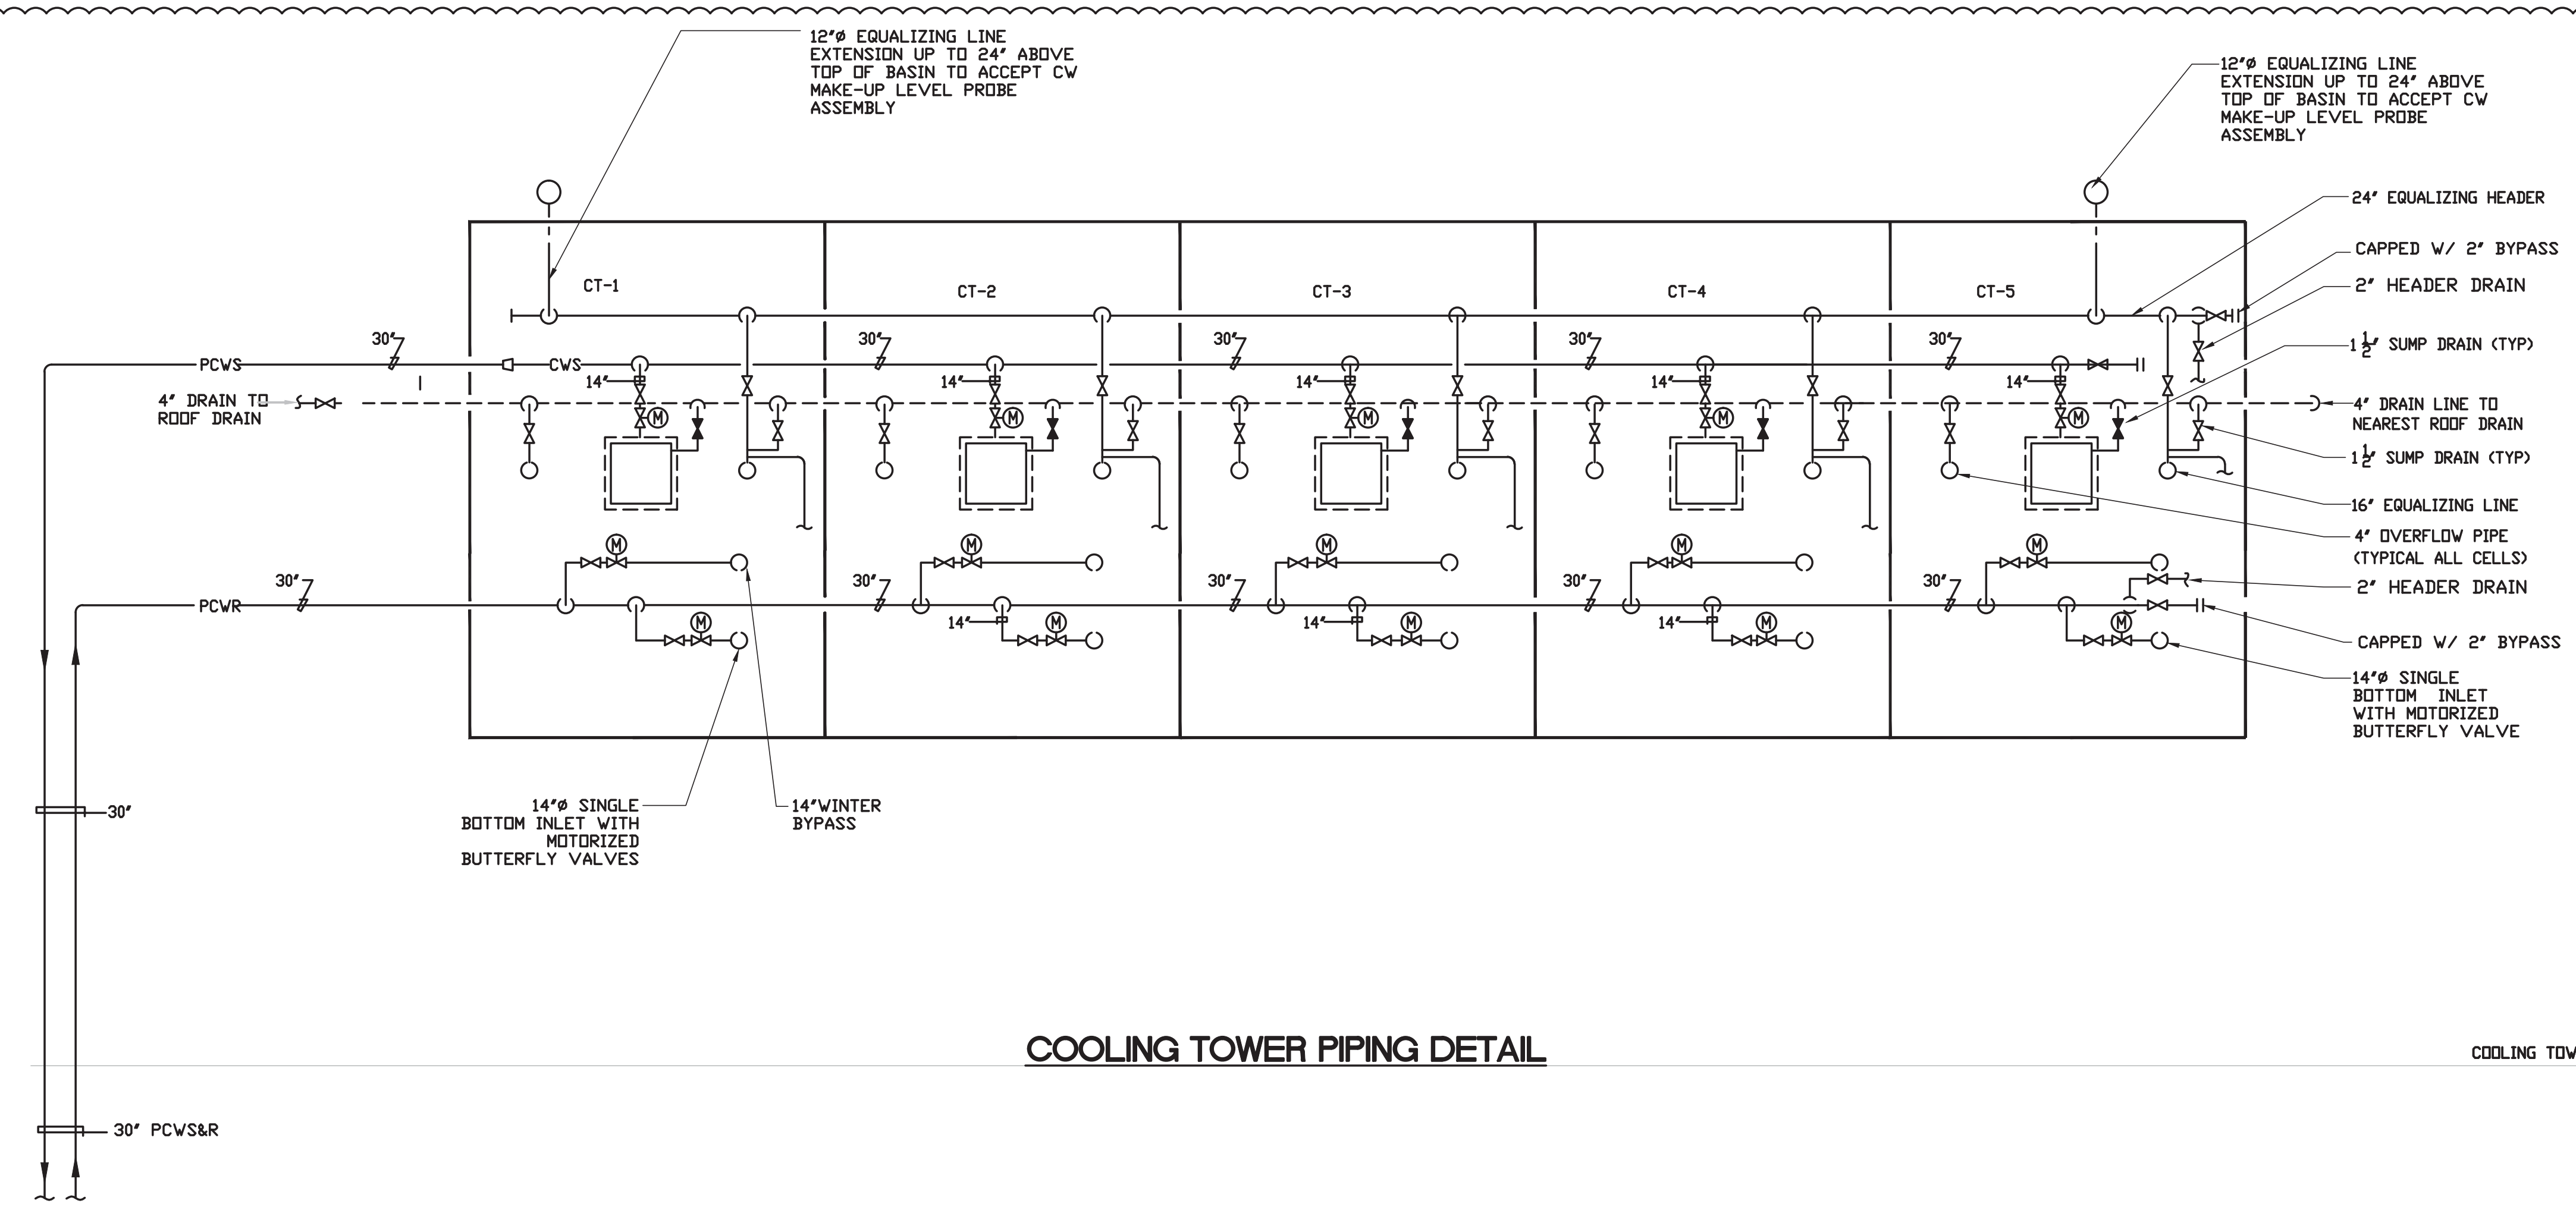 12"ø EQUALIZING LINE
EXTENSION UP TO 24" ABOVE
TOP OF BASIN TO ACCEPT CW
MAKE-UP LEVEL PROBE
ASSEMBLY
12"ø EQUALIZING LINE
EXTENSION UP TO 24" ABOVE
TOP OF BASIN TO ACCEPT CW
MAKE-UP LEVEL PROBE
ASSEMBLY
24" EQUALIZING HEADER
CAPPED W/ 2" BYPASS
2" HEADER DRAIN
CT-1
CT-2
CT-3
CT-4
CT-5
30"
30"
30"
30"
30"
1 1/2" SUMP DRAIN (TYP)
PCWS
CWS
14"
14"
14"
14"
14"
4" DRAIN TO
ROOF DRAIN
M
M
M
M
M
4" DRAIN LINE TO
NEAREST ROOF DRAIN
1 1/2" SUMP DRAIN (TYP)
16" EQUALIZING LINE
4" OVERFLOW PIPE
(TYPICAL ALL CELLS)
M
M
M
M
M
2" HEADER DRAIN
30"
30"
30"
30"
30"
PCWR
14"
14"
14"
M
M
M
M
M
CAPPED W/ 2" BYPASS
14"ø SINGLE
BOTTOM INLET
WITH MOTORIZED
BUTTERFLY VALVE
30"
14"ø SINGLE
BOTTOM INLET WITH
MOTORIZED
BUTTERFLY VALVES
14"WINTER
BYPASS
COOLING TOWER PIPING DETAIL
COOLING TOW
30" PCWS&R